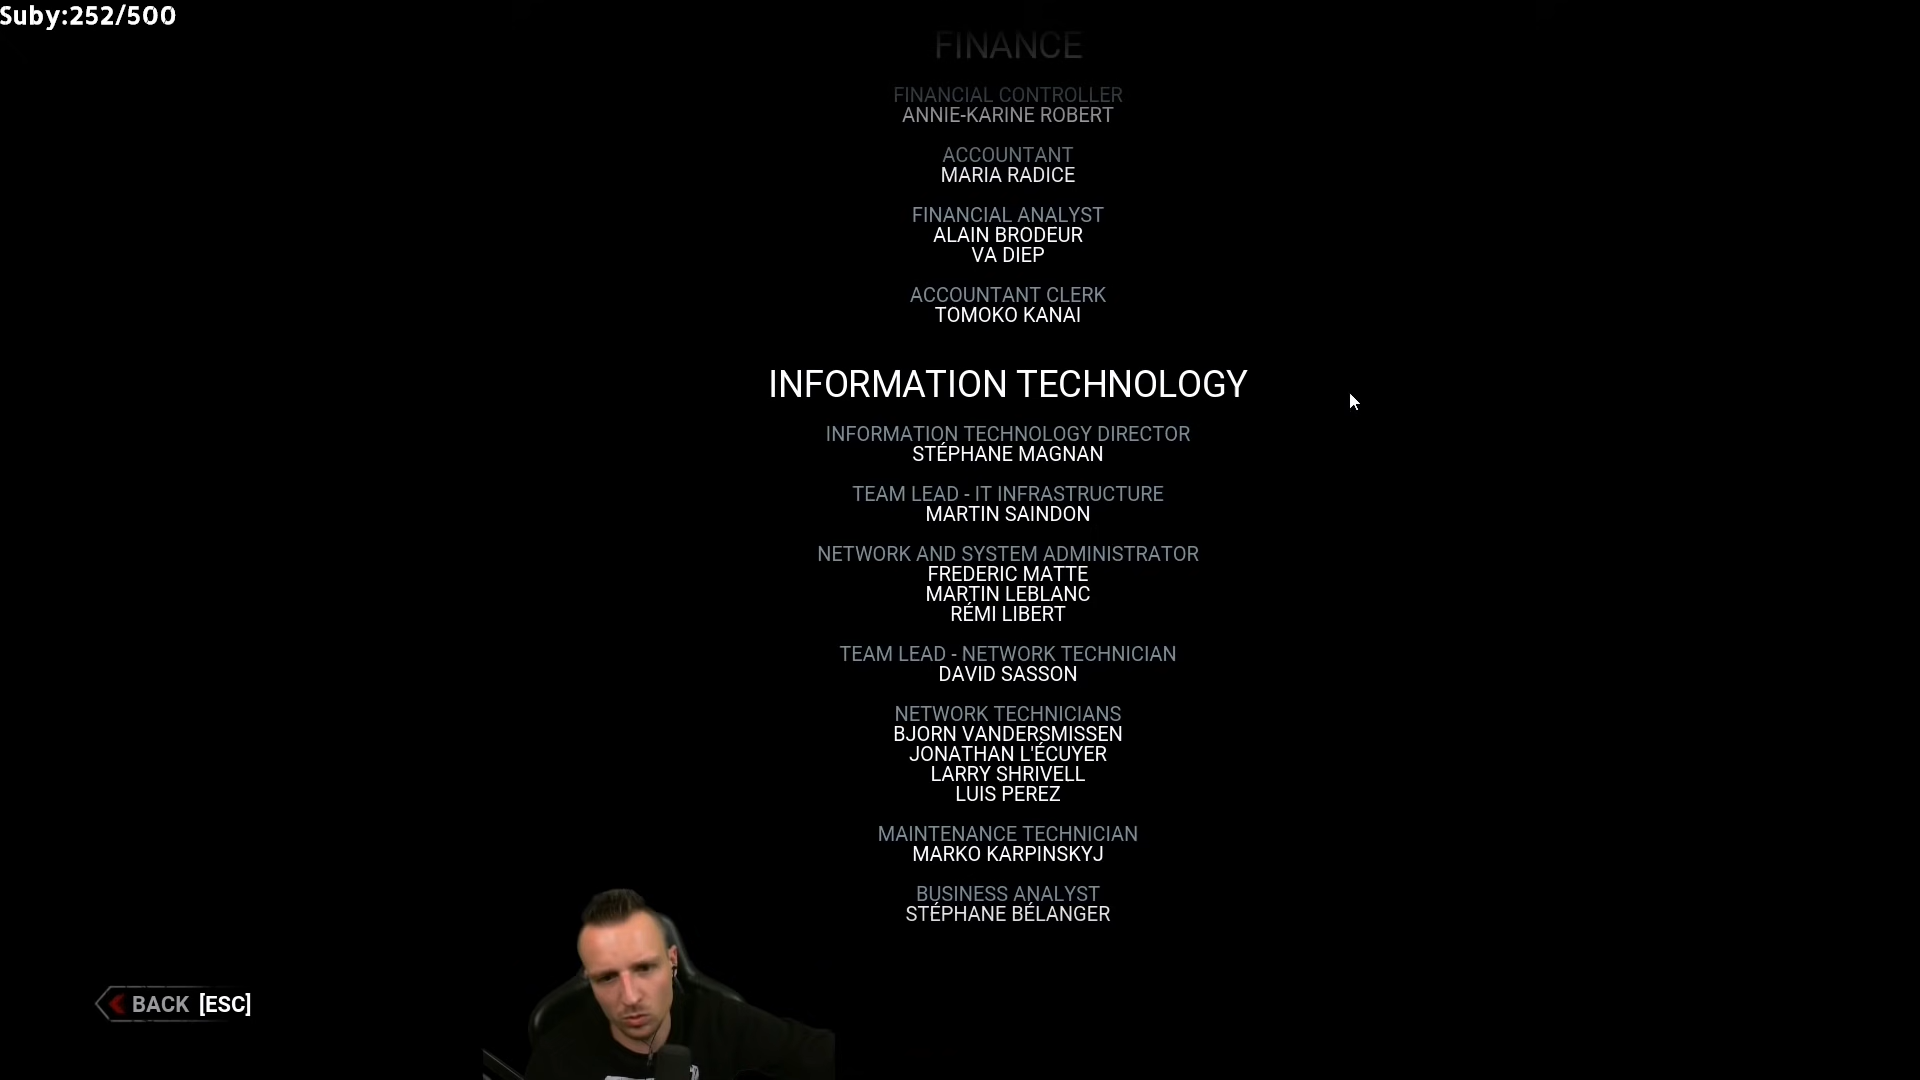 Suby:252/500
FINANCE
FINANCIAL CONTROLLER
ANNIE-KARINE ROBERT
ACCOUNTANT
MARIA RADICE
FINANCIAL ANALYST
ALAIN BRODEUR
VA DIEP
ACCOUNTANT CLERK
TOMOKO KANAI
INFORMATION TECHNOLOGY
INFORMATION TECHNOLOGY DIRECTOR
STÉPHANE MAGNAN
TEAM LEAD - IT INFRASTRUCTURE
MARTIN SAINDON
NETWORK AND SYSTEM ADMINISTRATOR
FREDERIC MATTE
MARTIN LEBLANC
RÉMI LIBERT
TEAM LEAD - NETWORK TECHNICIAN
DAVID SASSON
NETWORK TECHNICIANS
BJORN VANDERSMISSEN
JONATHAN L'ÉCUYER
LARRY SHRIVELL
LUIS PEREZ
MAINTENANCE TECHNICIAN
MARKO KARPINSKYJ
BUSINESS ANALYST
STÉPHANE BÉLANGER
BACK [ESC]